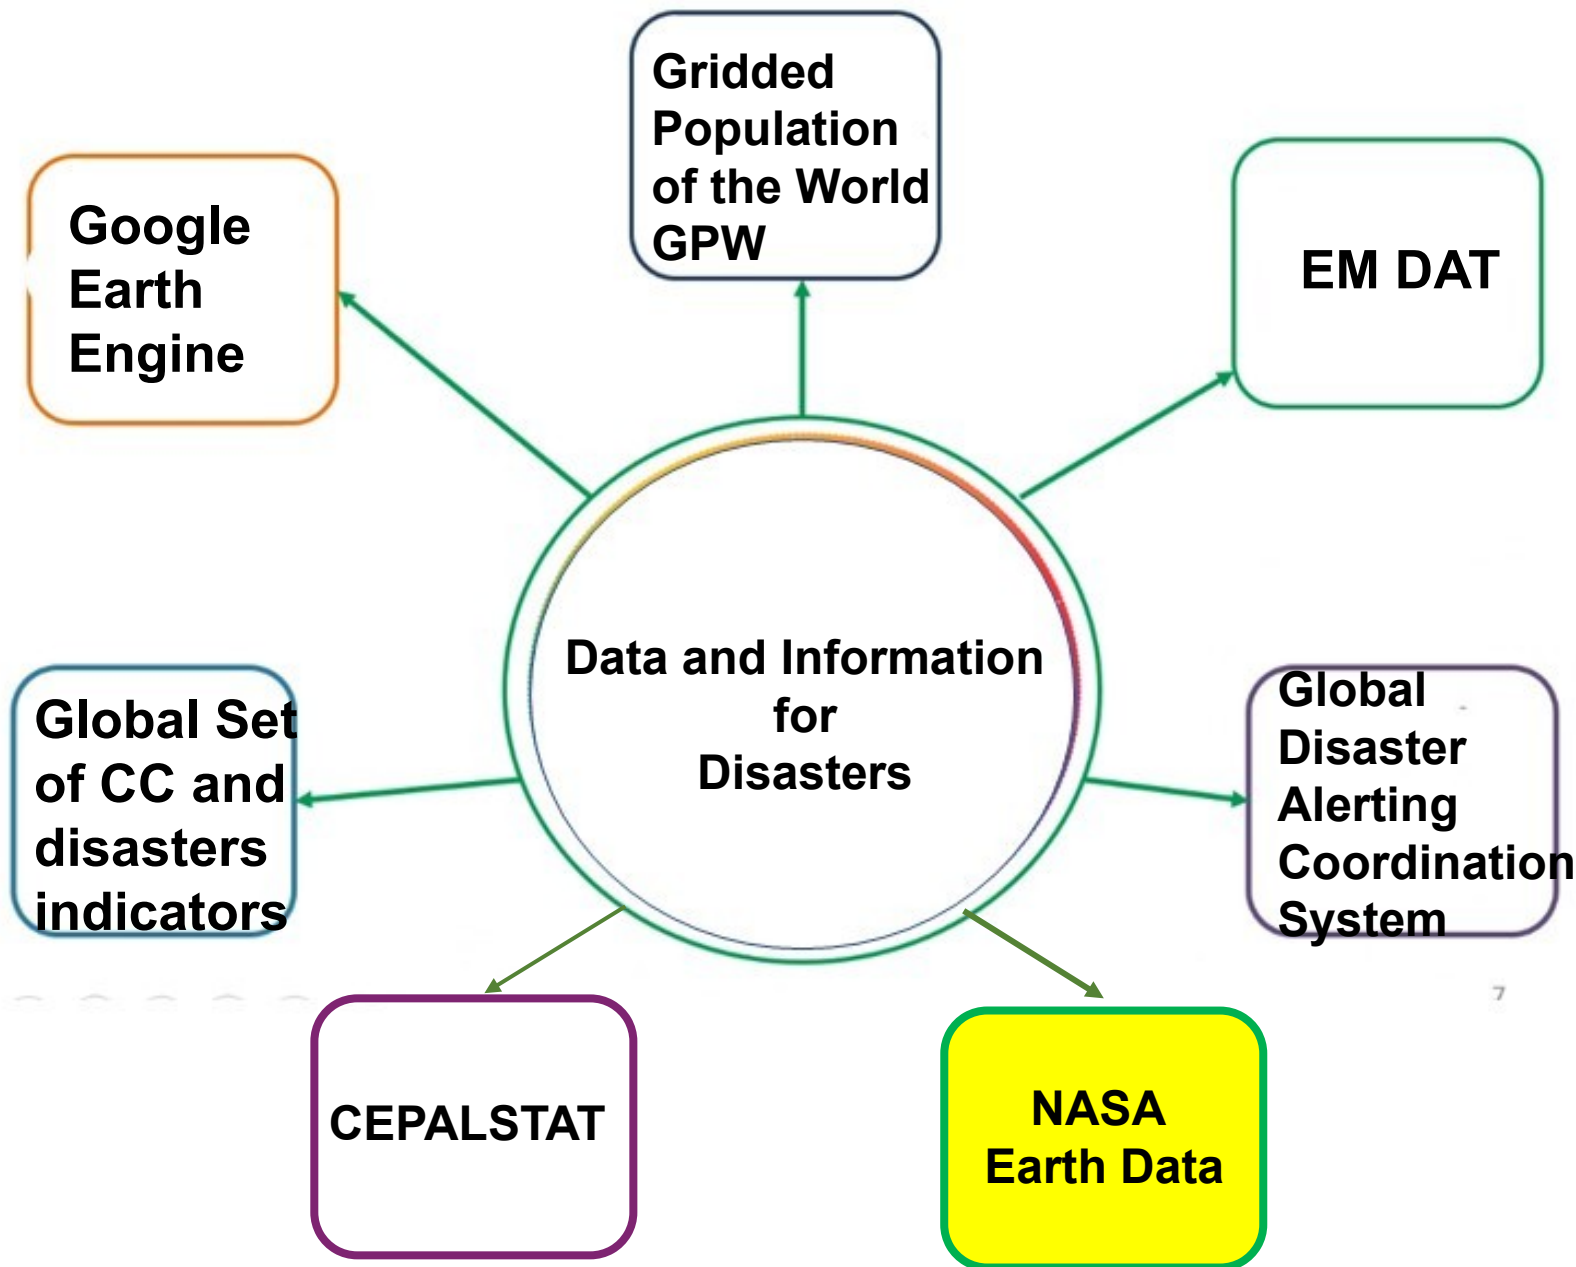 Gridded
Population
of the World
GPW
Google
Earth
Engine
EM DAT
Data and Information
for
Disasters
Global Set
of CC and
disasters
indicators
Global
Disaster
Alerting
Coordination
System
7
CEPALSTAT
NASA
Earth Data